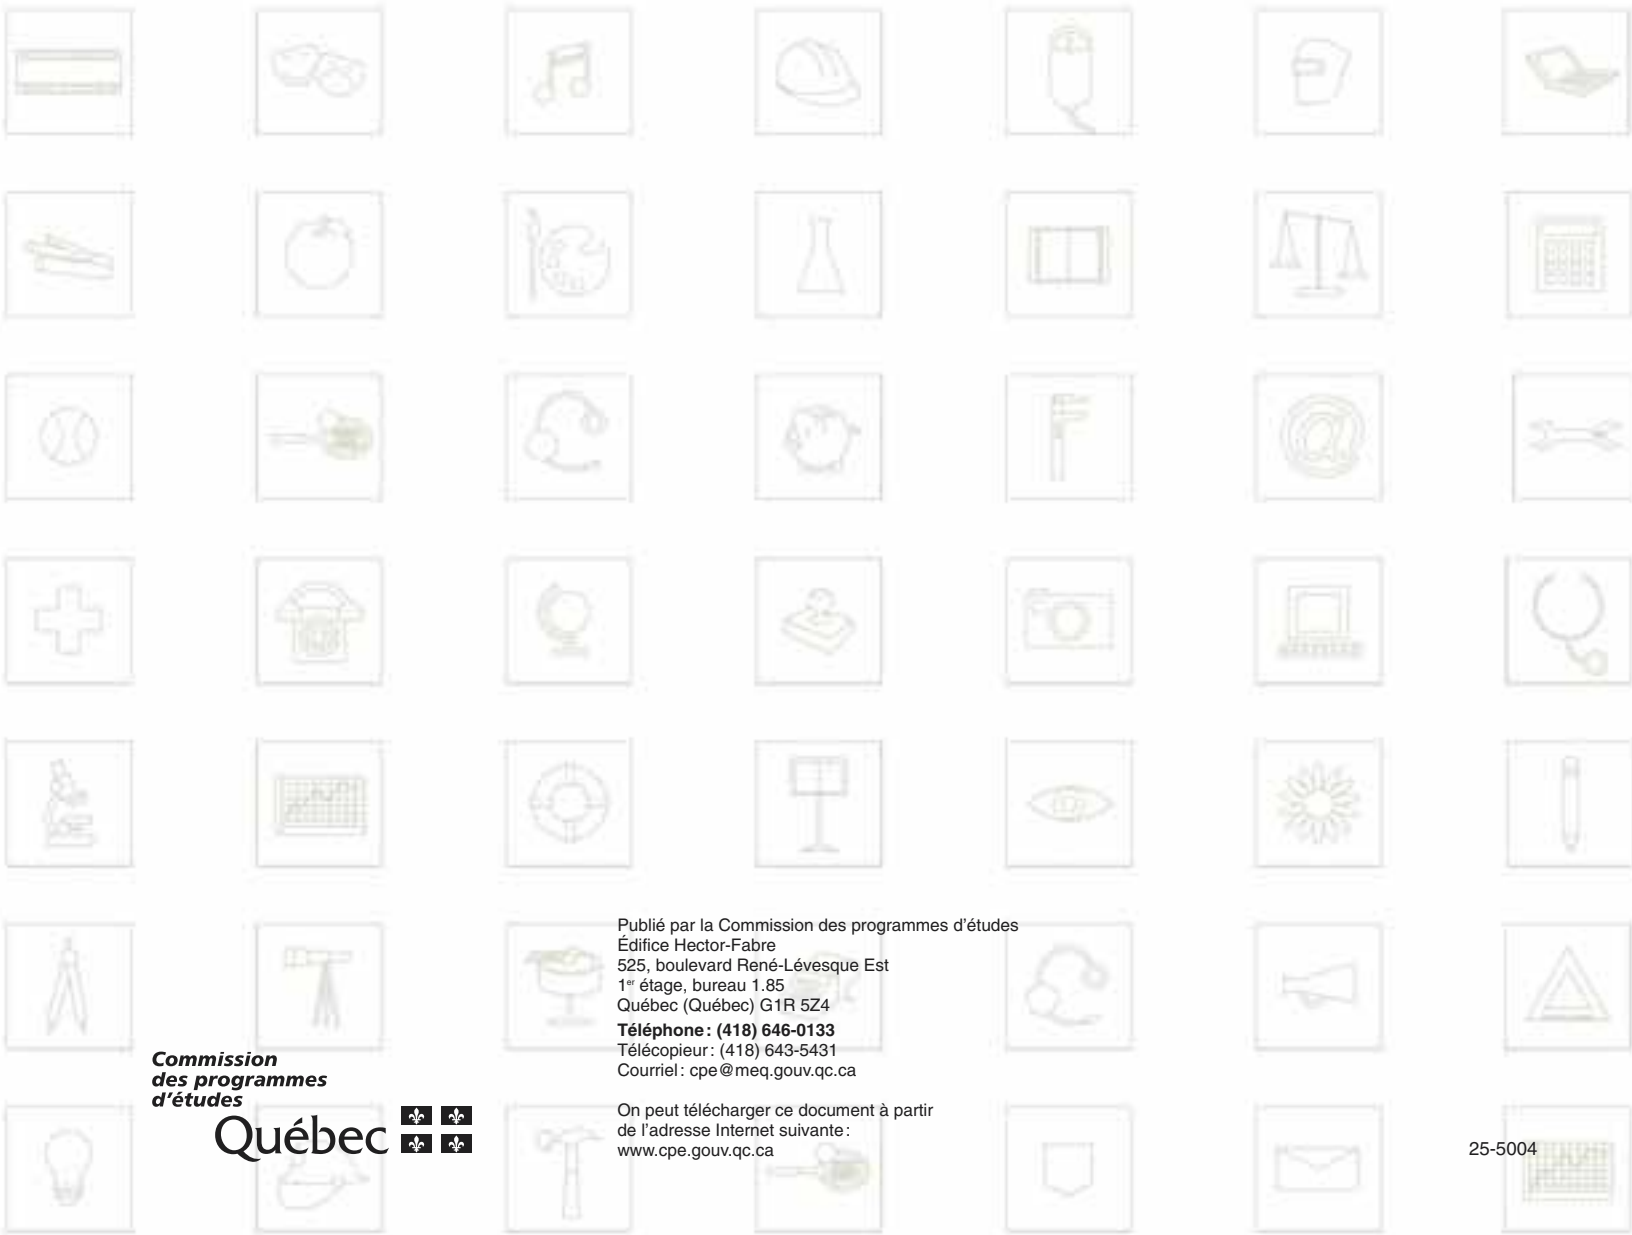 Publié par la Commission des programmes d'études
Édifice Hector-Fabre
525, boulevard René-Lévesque Est
1er étage, bureau 1.85
Québec (Québec) G1R 5Z4
Téléphone : (418) 646-0133
Télécopieur : (418) 643-5431
Courriel : cpe@meq.gouv.qc.ca
On peut télécharger ce document à partir
de l'adresse Internet suivante :
www.cpe.gouv.qc.ca
Commission
des programmes
d'études
Québec
25-5004